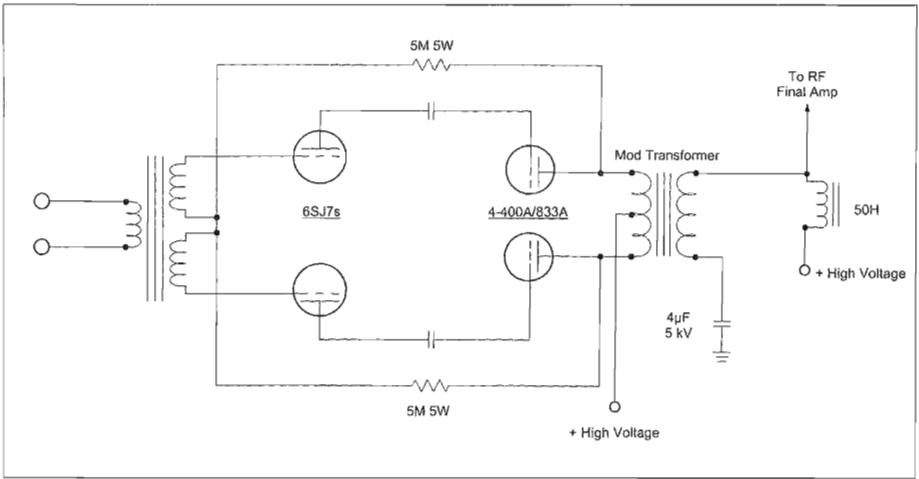 5M 5W
To RF
Final Amp
Mod Transformer
6SJ7s
4-400A/833A
50H
+ High Voltage
4µF
5 kV
5M 5W
+ High Voltage